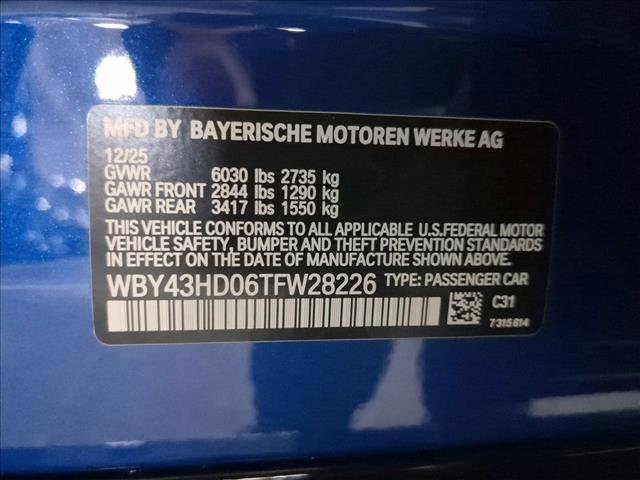 MFD BY BAYERISCHE MOTOREN WERKE AG
12/25
GVWR 6030 lbs 2735 kg
GAWR FRONT 2844 lbs 1290 kg
GAWR REAR 3417 lbs 1550 kg
THIS VEHICLE CONFORMS TO ALL APPLICABLE U.S.FEDERAL MOTOR
VEHICLE SAFETY, BUMPER AND THEFT PREVENTION STANDARDS
IN EFFECT ON THE DATE OF MANUFACTURE SHOWN ABOVE.
WBY43HD06TFW28226 TYPE: PASSENGER CAR
C31
7315814